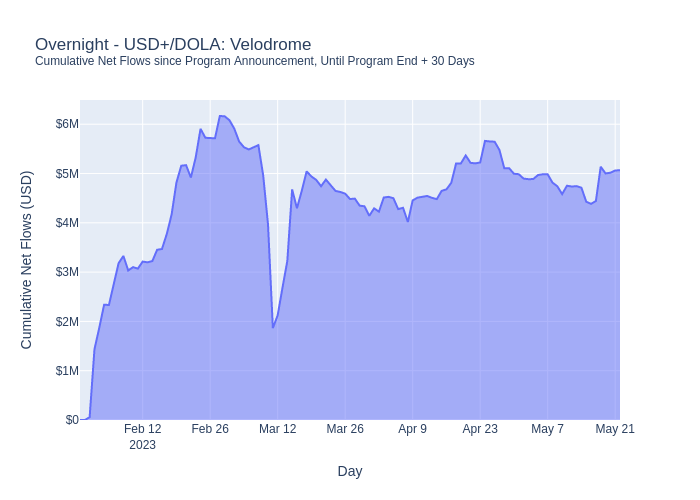 Overnight - USD+/DOLA: Velodrome
Cumulative Net Flows since Program Announcement, Until Program End + 30 Days
Cumulative Net Flows (USD)
$6M
$5M
$4M
$3M
$2M
$1M
$0
Feb 12 Feb 26 Mar 12 Mar 26 Apr 9 Apr 23 May 7 May 21
2023
Day